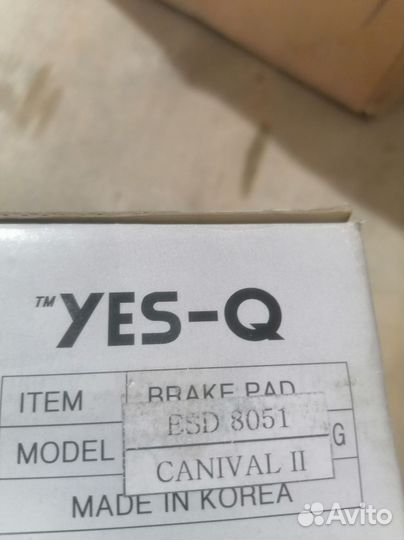 ™YES-Q
ITEM BRAKE PAD
ESD 8051
MODEL G
CANIVAL II
MADE IN KOREA
Avito